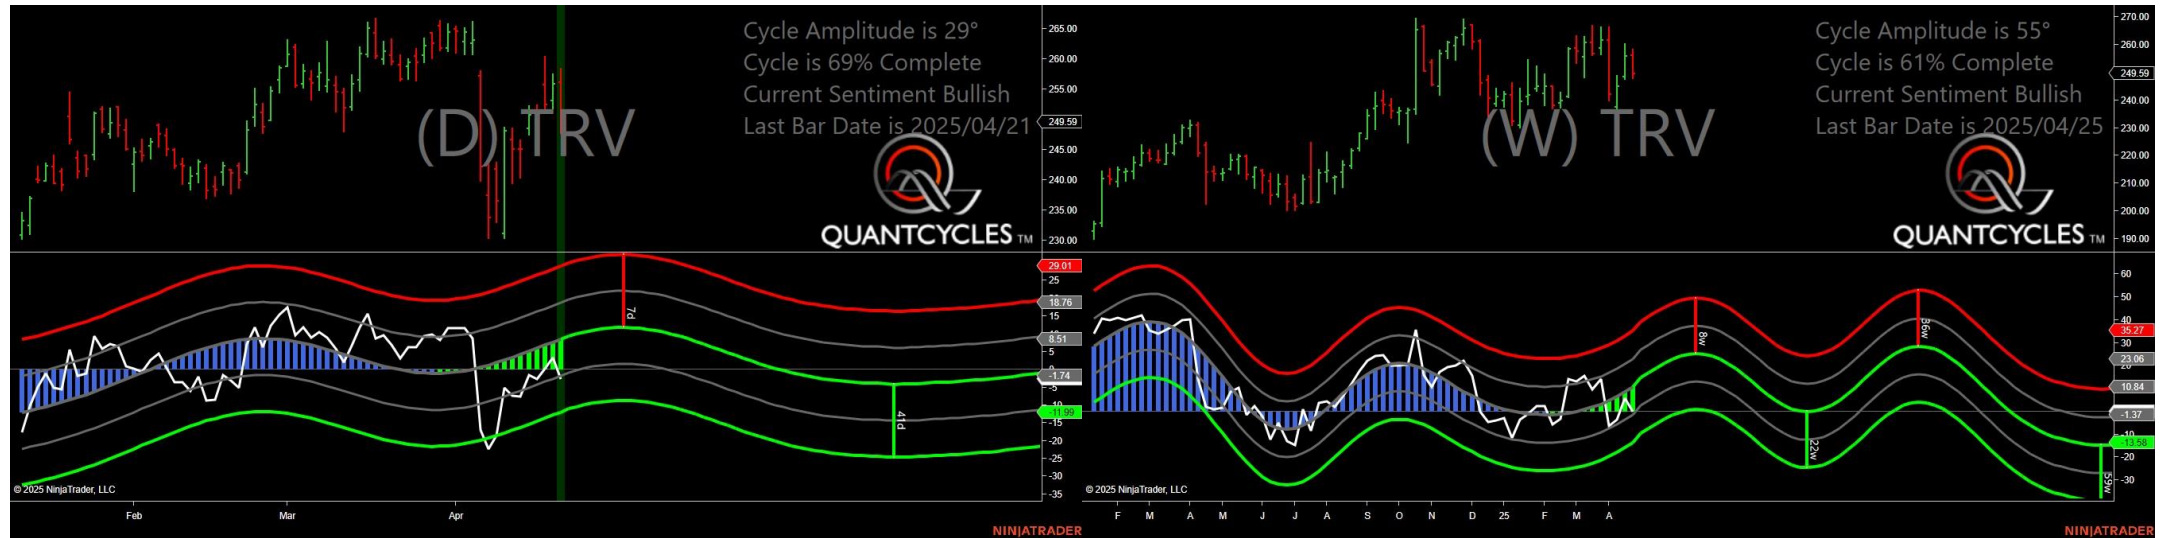 Cycle Amplitude is 29°
Cycle is 69% Complete
Current Sentiment Bullish
Last Bar Date is 2025/04/21
(D) TRV
QUANTCYCLES TM
265.00
260.00
255.00
249.59
245.00
240.00
235.00
230.00
29.01
25
18.76
15
8.51
5
-1.74
-5
-11.99
-15
-20
-25
-30
-35
7d
41d
© 2025 NinjaTrader, LLC
Feb Mar Apr
NINJATRADER
Cycle Amplitude is 55°
Cycle is 61% Complete
Current Sentiment Bullish
Last Bar Date is 2025/04/25
(W) TRV
QUANTCYCLES TM
270.00
260.00
249.59
240.00
230.00
220.00
210.00
200.00
190.00
60
50
40
35.27
30
23.06
20
10.84
-1.37
-10
-13.58
-20
-30
8w
22w
36w
59w
© 2025 NinjaTrader, LLC
F M A M J J A S O N D 25 F M A
NINJATRADER